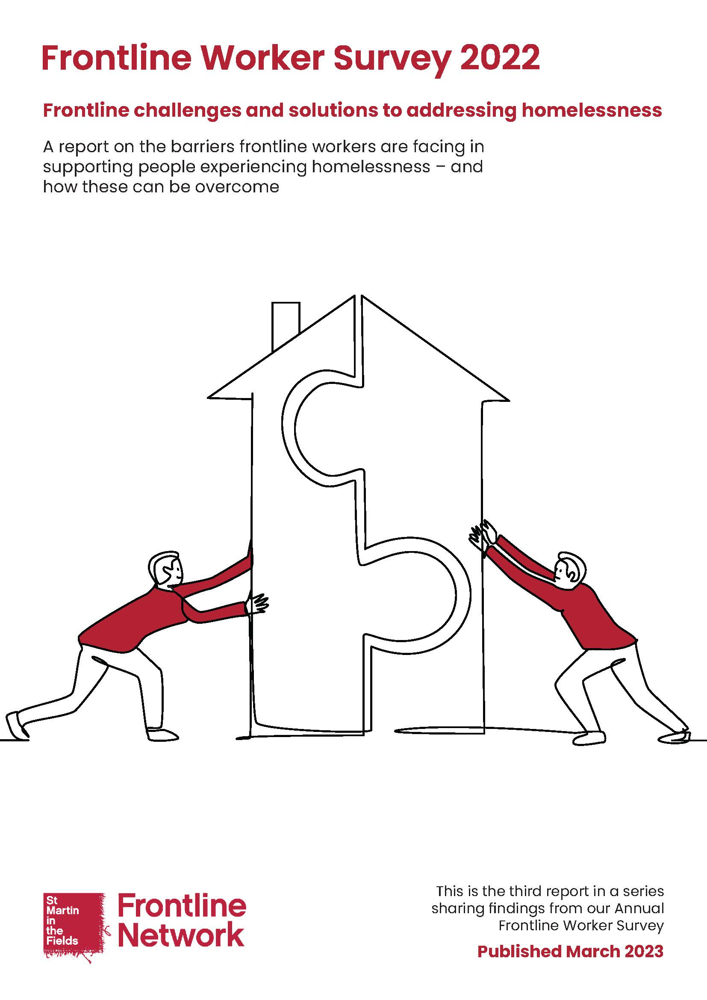 Frontline Worker Survey 2022
Frontline challenges and solutions to addressing homelessness
A report on the barriers frontline workers are facing in
supporting people experiencing homelessness – and
how these can be overcome
St
Martin
in
the
Fields
Frontline
Network
This is the third report in a series
sharing findings from our Annual
Frontline Worker Survey
Published March 2023